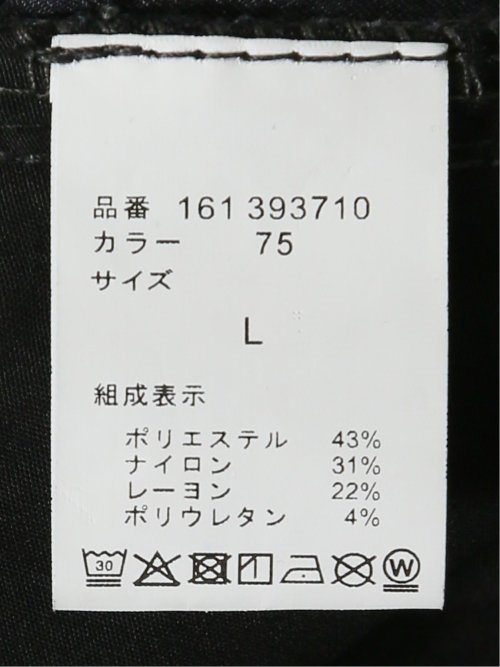 品番 161 393710
カラー 75
サイズ
L
組成表示
ポリエステル 43%
ナイロン 31%
レーヨン 22%
ポリウレタン 4%
30 W